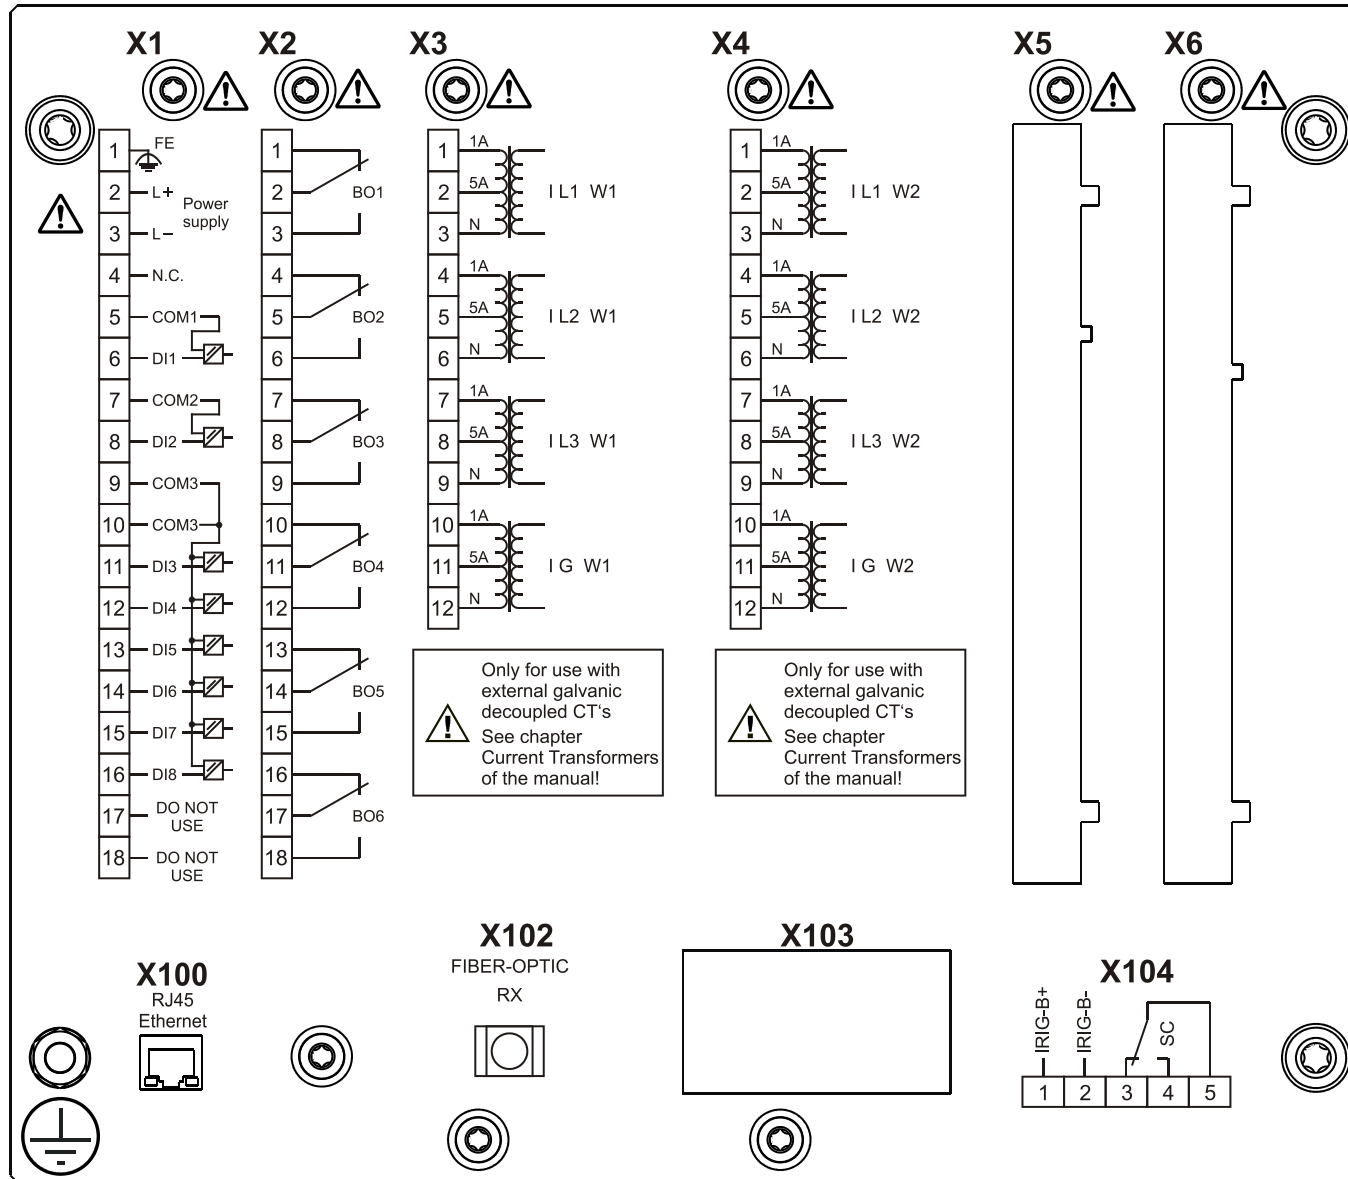 X1
X2
X3
X4
X5
X6
1 FE
2 L+
Power
supply
3 L-
4 N.C.
5 COM1
6 DI1
7 COM2
8 DI2
9 COM3
10 COM3
11 DI3
12 DI4
13 DI5
14 DI6
15 DI7
16 DI8
17 DO NOT
USE
18 DO NOT
USE
1
2 BO1
3
4
5 BO2
6
7
8 BO3
9
10
11 BO4
12
13
14 BO5
15
16
17 BO6
18
1 1A
2 5A I L1 W1
3 N
4 1A
5 5A I L2 W1
6 N
7 1A
8 5A I L3 W1
9 N
10 1A
11 5A I G W1
12 N
Only for use with
external galvanic
decoupled CT's
See chapter
Current Transformers
of the manual!
1 1A
2 5A I L1 W2
3 N
4 1A
5 5A I L2 W2
6 N
7 1A
8 5A I L3 W2
9 N
10 1A
11 5A I G W2
12 N
Only for use with
external galvanic
decoupled CT's
See chapter
Current Transformers
of the manual!
X100
RJ45
Ethernet
X102
FIBER-OPTIC
RX
X103
X104
IRIG-B+
IRIG-B-
SC
1 2 3 4 5